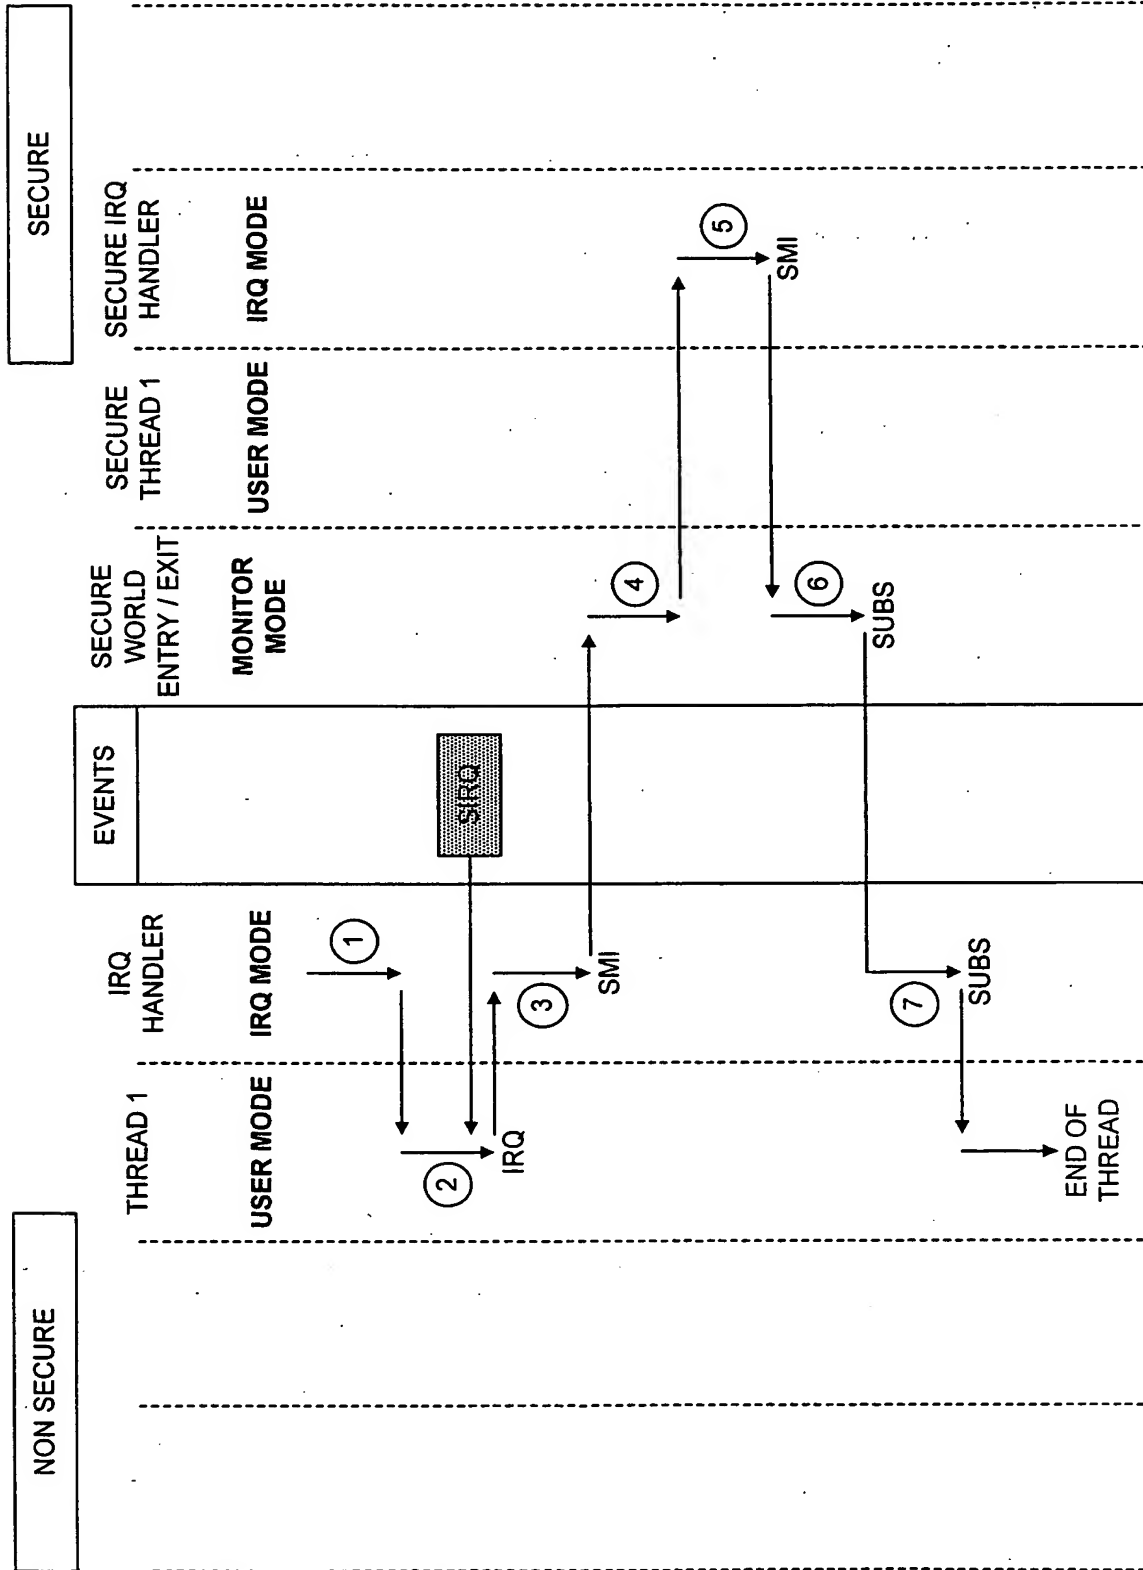 NON SECURE
SECURE
THREAD 1
USER MODE
IRQ
HANDLER
IRQ MODE
EVENTS
SECURE
WORLD
ENTRY / EXIT
MONITOR
MODE
SECURE
THREAD 1
USER MODE
SECURE IRQ
HANDLER
IRQ MODE
1
2
SIRQ
IRQ
3
SMI
4
5
SMI
6
SUBS
7
SUBS
END OF
THREAD